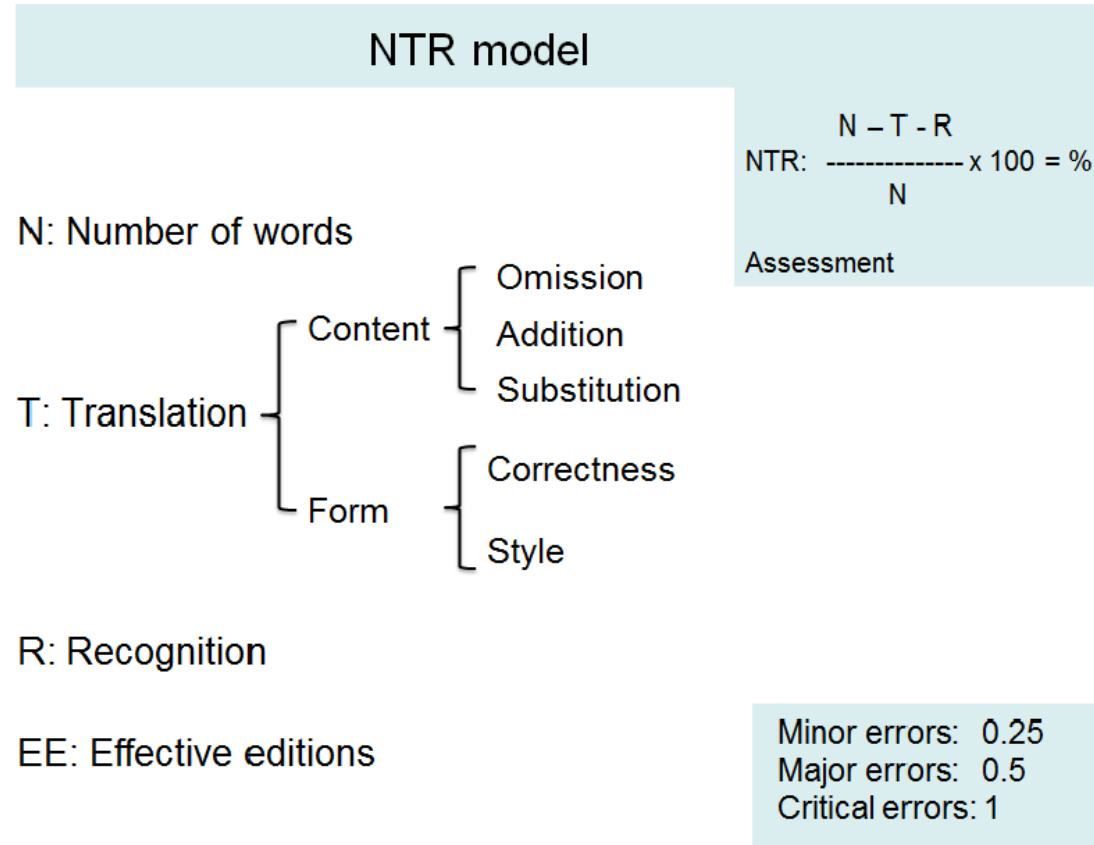 NTR model
N – T - R
NTR: -------------- x 100 = %
N
Assessment
N: Number of words
T: Translation
Content
Omission
Addition
Substitution
Form
Correctness
Style
R: Recognition
EE: Effective editions
Minor errors: 0.25
Major errors: 0.5
Critical errors: 1